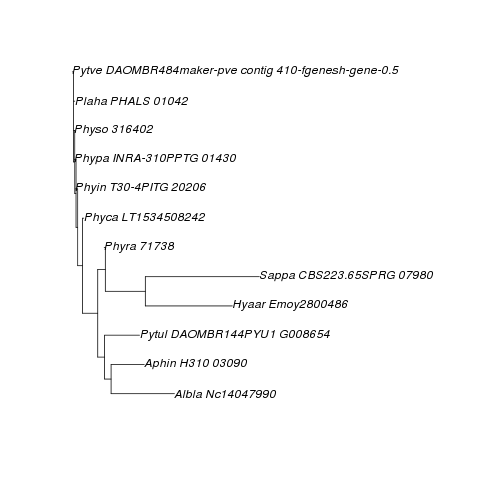 Pytve DAOMBR484maker-pve contig 410-fgenesh-gene-0.5
Plaha PHALS 01042
Physo 316402
Phypa INRA-310PPTG 01430
Phyin T30-4PITG 20206
Phyca LT1534508242
Phyra 71738
Sappa CBS223.65SPRG 07980
Hyaar Emoy2800486
Pytul DAOMBR144PYU1 G008654
Aphin H310 03090
Albla Nc14047990